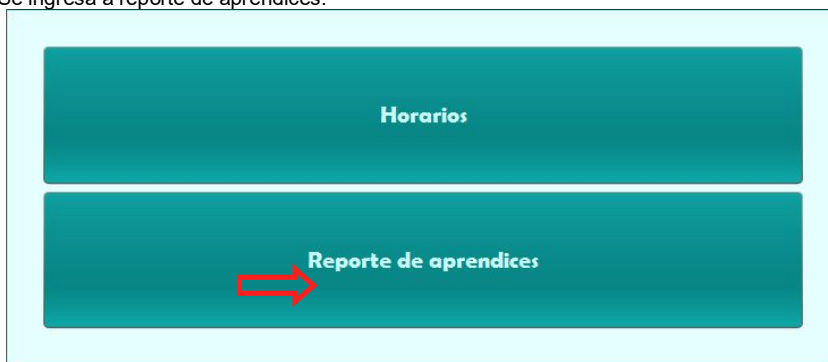 Se ingresa a reporte de aprendices.
Horarios
Reporte de aprendices